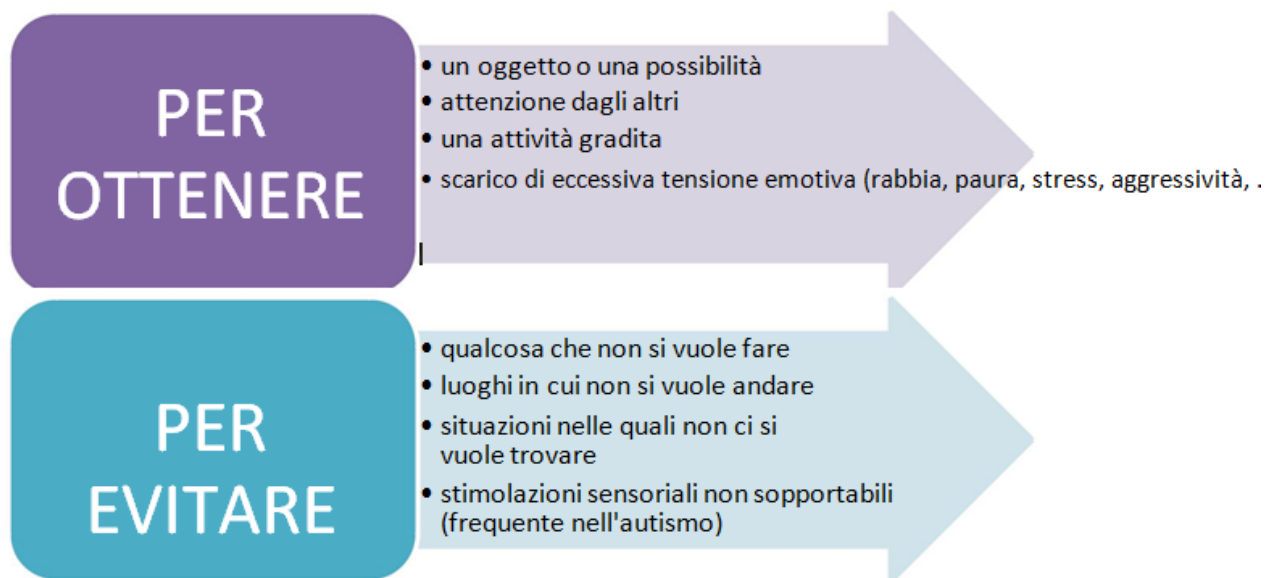 PER
OTTENERE
• un oggetto o una possibilità
• attenzione dagli altri
• una attività gradita
• scarico di eccessiva tensione emotiva (rabbia, paura, stress, aggressività, .
PER
EVITARE
• qualcosa che non si vuole fare
• luoghi in cui non si vuole andare
• situazioni nelle quali non ci si
vuole trovare
• stimolazioni sensoriali non sopportabili
(frequente nell'autismo)